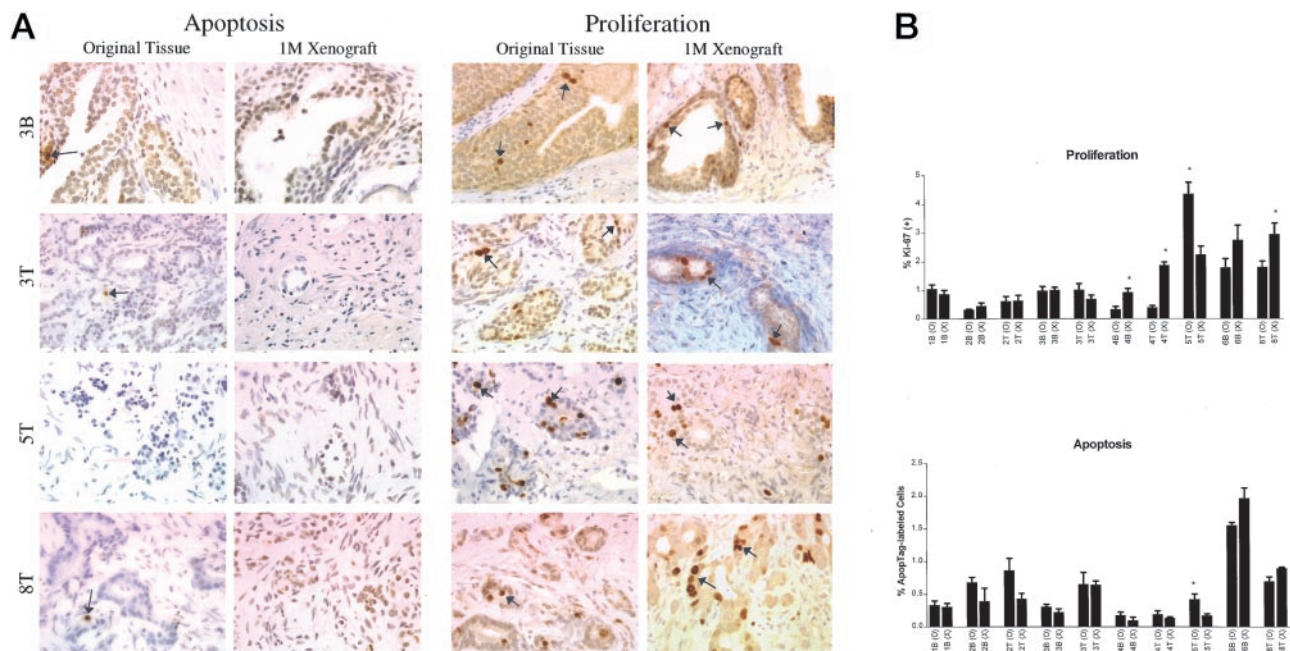 A
Apoptosis
Proliferation
Original Tissue
1M Xenograft
Original Tissue
1M Xenograft
3B
3T
5T
8T
B
Proliferation
% Ki-67 (+)
5
4
3
2
1
0
*
*
*
*
1B (O)
1B (X)
2B (O)
2B (X)
2T (O)
2T (X)
3B (O)
3B (X)
3T (O)
3T (X)
4B (O)
4B (X)
4T (O)
4T (X)
5T (O)
5T (X)
6B (O)
6B (X)
8T (O)
8T (X)
Apoptosis
% ApopTag-labeled Cells
2.5
2.0
1.5
1.0
0.5
0.0
*
1B (O)
1B (X)
2B (O)
2B (X)
2T (O)
2T (X)
3B (O)
3B (X)
3T (O)
3T (X)
4B (O)
4B (X)
4T (O)
4T (X)
5T (O)
5T (X)
6B (O)
6B (X)
8T (O)
8T (X)